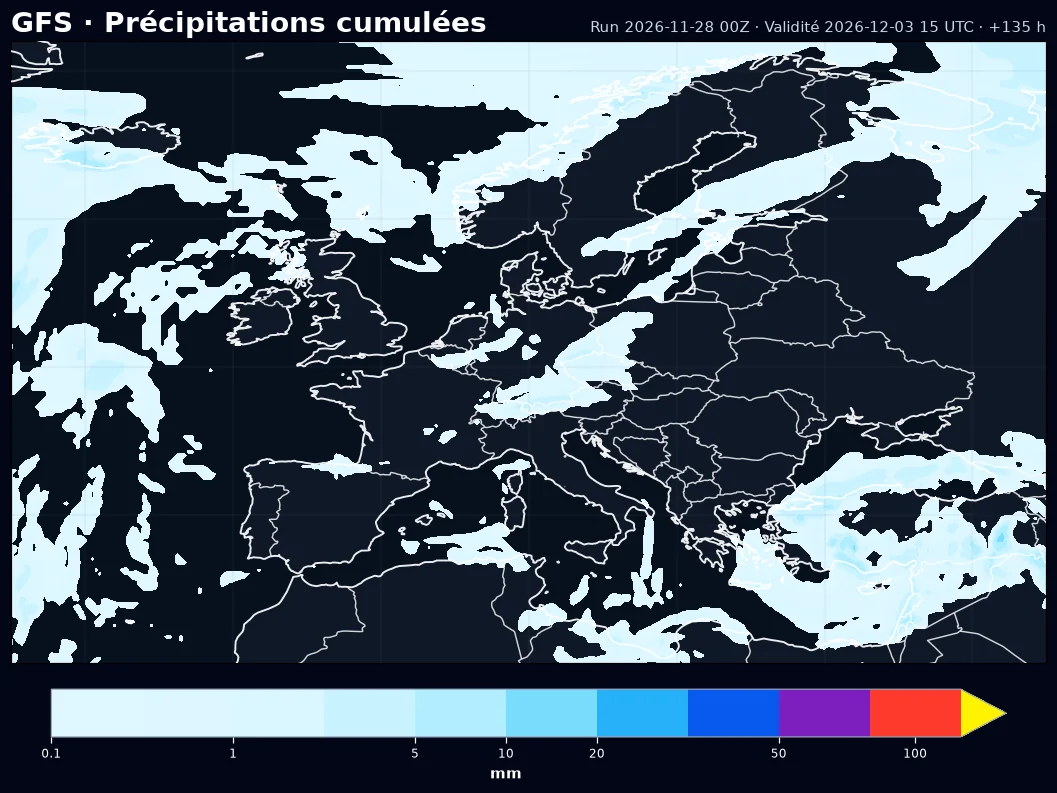 GFS · Précipitations cumulées
Run 2026-11-28 00Z · Validité 2026-12-03 15 UTC · +135 h
0.1 1 5 10 20 50 100
mm